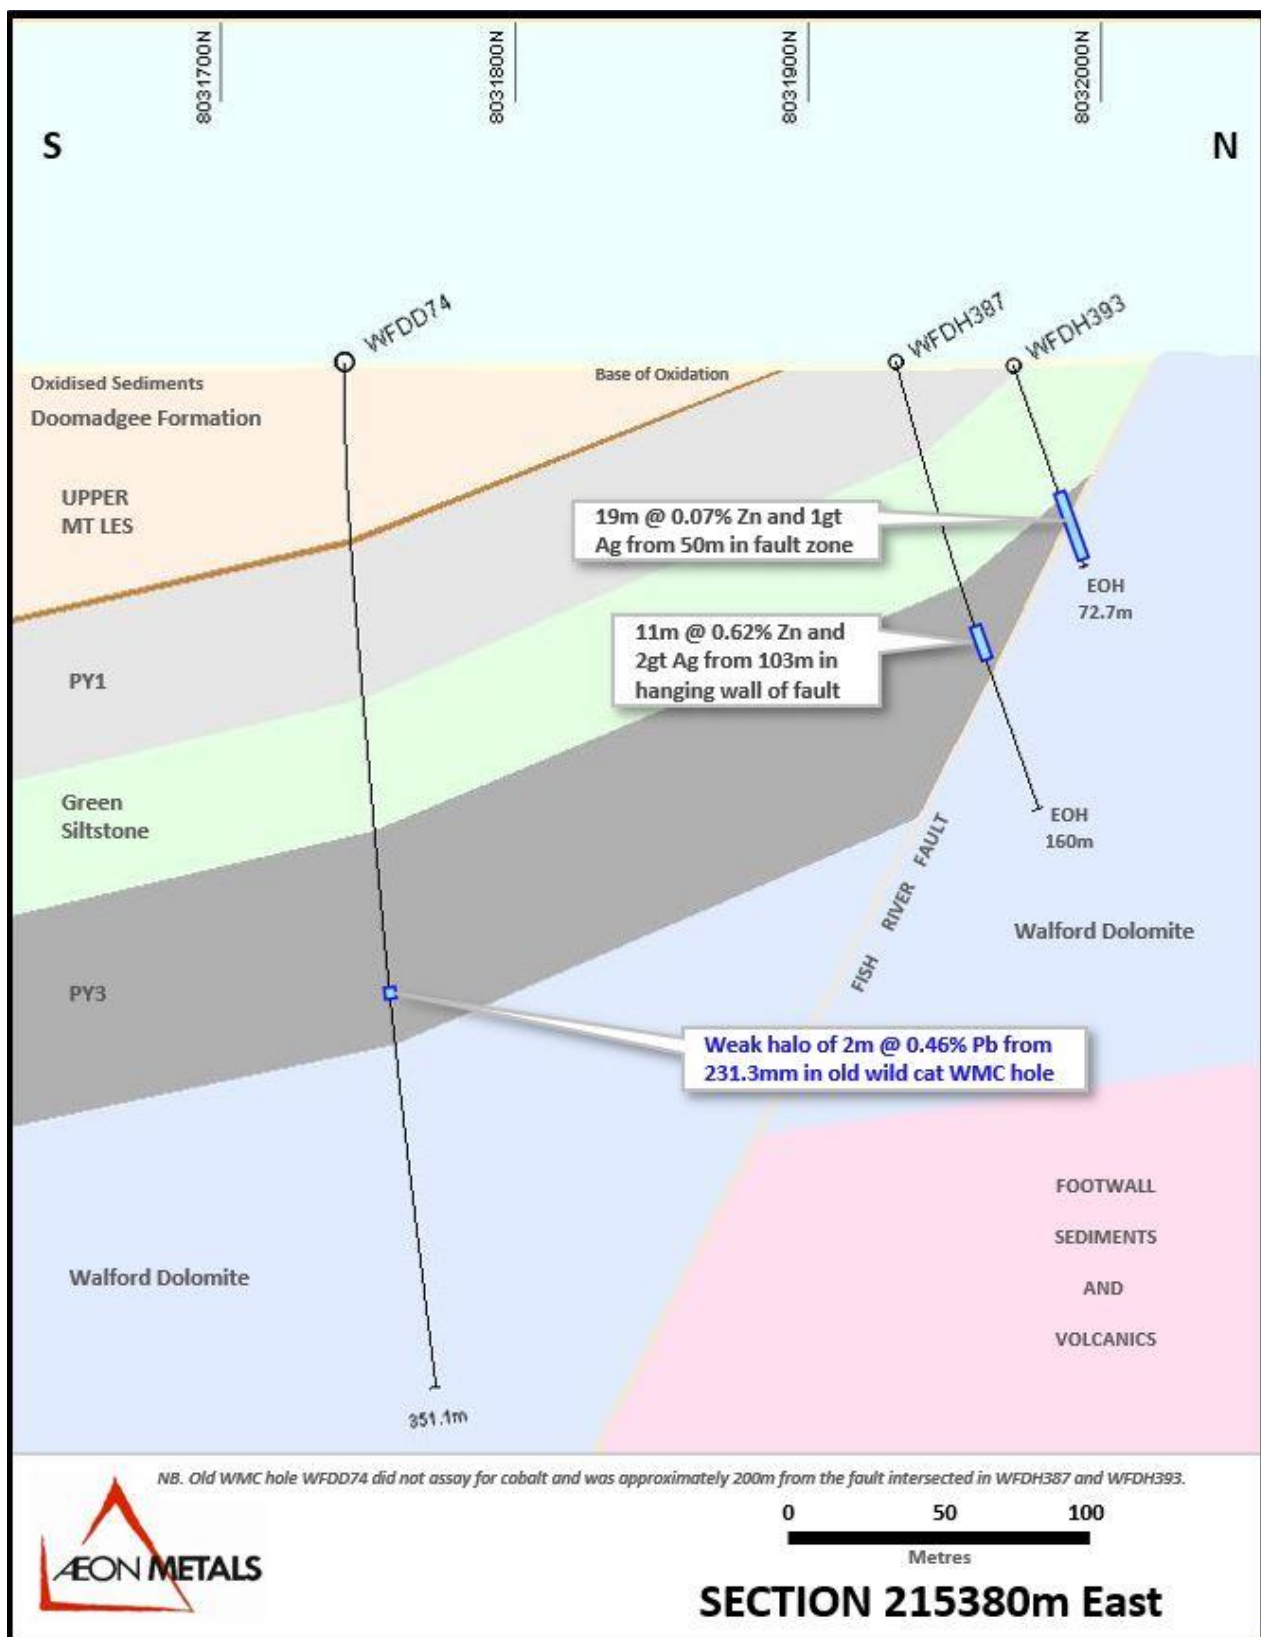 8031700N
8031800N
8031900N
8032000N
S
N
WFDD74
WFDH387
WFDH393
Oxidised Sediments
Doomadgee Formation
Base of Oxidation
UPPER
MT LES
19m @ 0.07% Zn and 1gt
Ag from 50m in fault zone
EOH
72.7m
11m @ 0.62% Zn and
2gt Ag from 103m in
hanging wall of fault
PY1
Green
Siltstone
EOH
160m
FISH RIVER FAULT
Walford Dolomite
PY3
Weak halo of 2m @ 0.46% Pb from
231.3mm in old wild cat WMC hole
FOOTWALL
SEDIMENTS
AND
VOLCANICS
Walford Dolomite
351.1m
NB. Old WMC hole WFDD74 did not assay for cobalt and was approximately 200m from the fault intersected in WFDH387 and WFDH393.
0 50 100
Metres
ÆON METALS
SECTION 215380m East